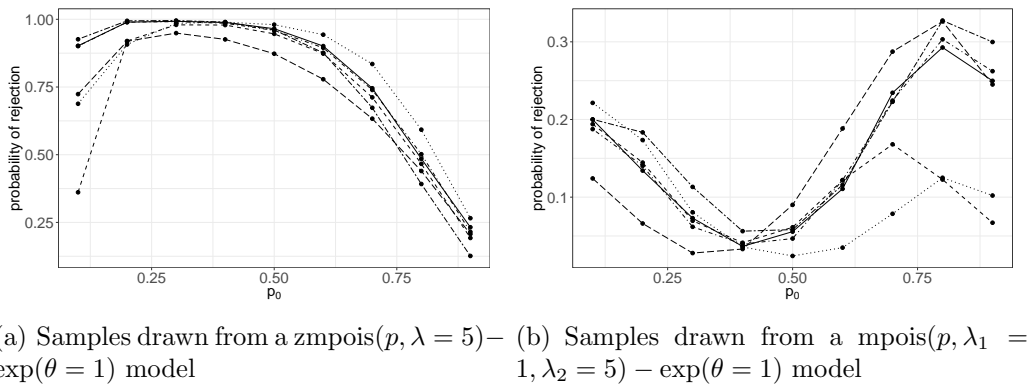 1.00
0.75
0.50
0.25
probability of rejection
0.25
0.50
0.75
p₀
0.3
0.2
0.1
probability of rejection
0.25
0.50
0.75
p₀
a) Samples drawn from a zmpois(p, λ = 5)−
exp(θ = 1) model
(b) Samples drawn from a mpois(p, λ₁ =
1, λ₂ = 5) − exp(θ = 1) model